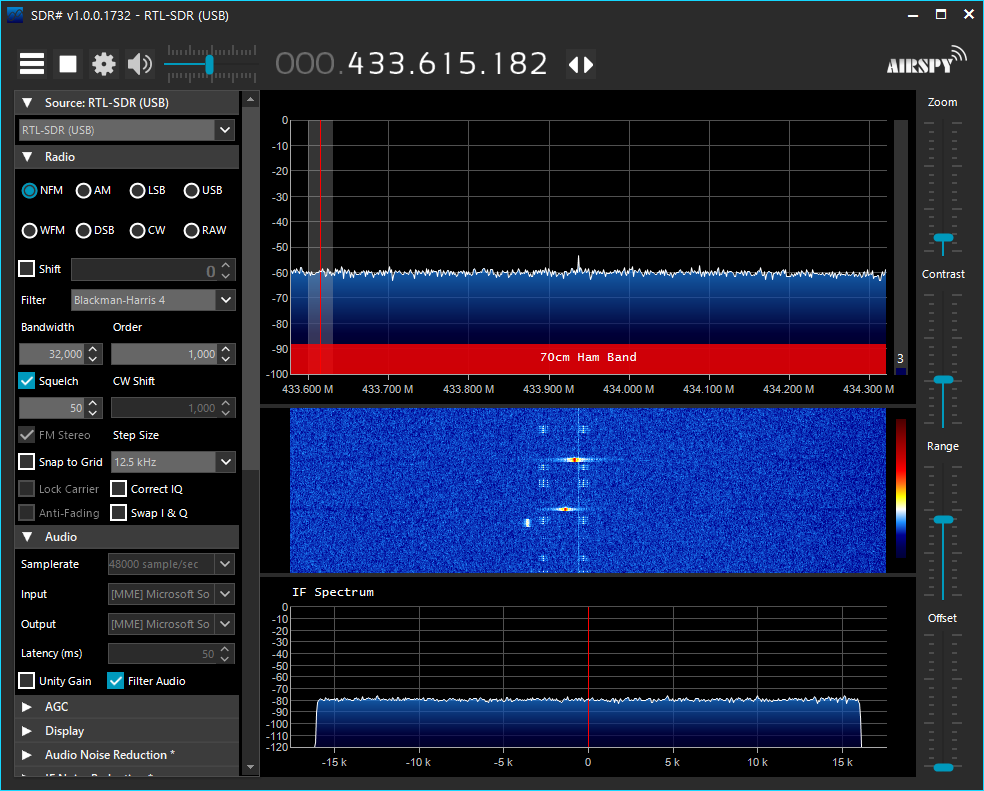 SDR# v1.0.0.1732 - RTL-SDR (USB)
000.433.615.182
AIRSPY
Source: RTL-SDR (USB)
RTL-SDR (USB)
Radio
NFM AM LSB USB
WFM DSB CW RAW
Shift 0
Filter Blackman-Harris 4
Bandwidth Order
32,000 1,000
Squelch CW Shift
50 1,000
FM Stereo Step Size
Snap to Grid 12.5 kHz
Lock Carrier Correct IQ
Anti-Fading Swap I & Q
Audio
Samplerate 48000 sample/sec
Input [MME] Microsoft So
Output [MME] Microsoft So
Latency (ms) 50
Unity Gain Filter Audio
AGC
Display
Audio Noise Reduction *
0
-10
-20
-30
-40
-50
-60
-70
-80
-90
-100
70cm Ham Band
3
433.600 M 433.700 M 433.800 M 433.900 M 434.000 M 434.100 M 434.200 M 434.300 M
IF Spectrum
0
-10
-20
-30
-40
-50
-60
-70
-80
-90
-100
-110
-120
-15 k -10 k -5 k 0 5 k 10 k 15 k
Zoom
Contrast
Range
Offset